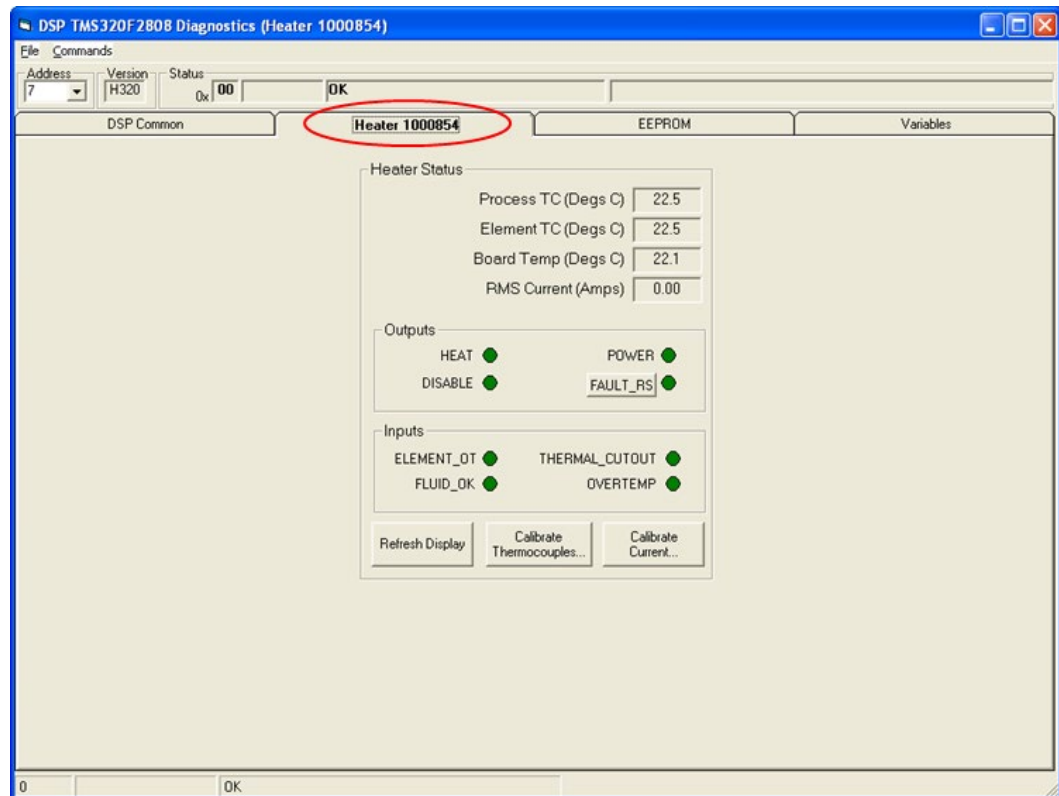 DSP TMS320F2808 Diagnostics (Heater 1000854)
File Commands
Address Version Status
7 H320 0x 00 OK
DSP Common Heater 1000854 EEPROM Variables
Heater Status
Process TC (Degs C) 22.5
Element TC (Degs C) 22.5
Board Temp (Degs C) 22.1
RMS Current (Amps) 0.00
Outputs
HEAT POWER
DISABLE FAULT_RS
Inputs
ELEMENT_OT THERMAL_CUTOUT
FLUID_OK OVERTEMP
Refresh Display Calibrate Thermocouples... Calibrate Current...
0 OK